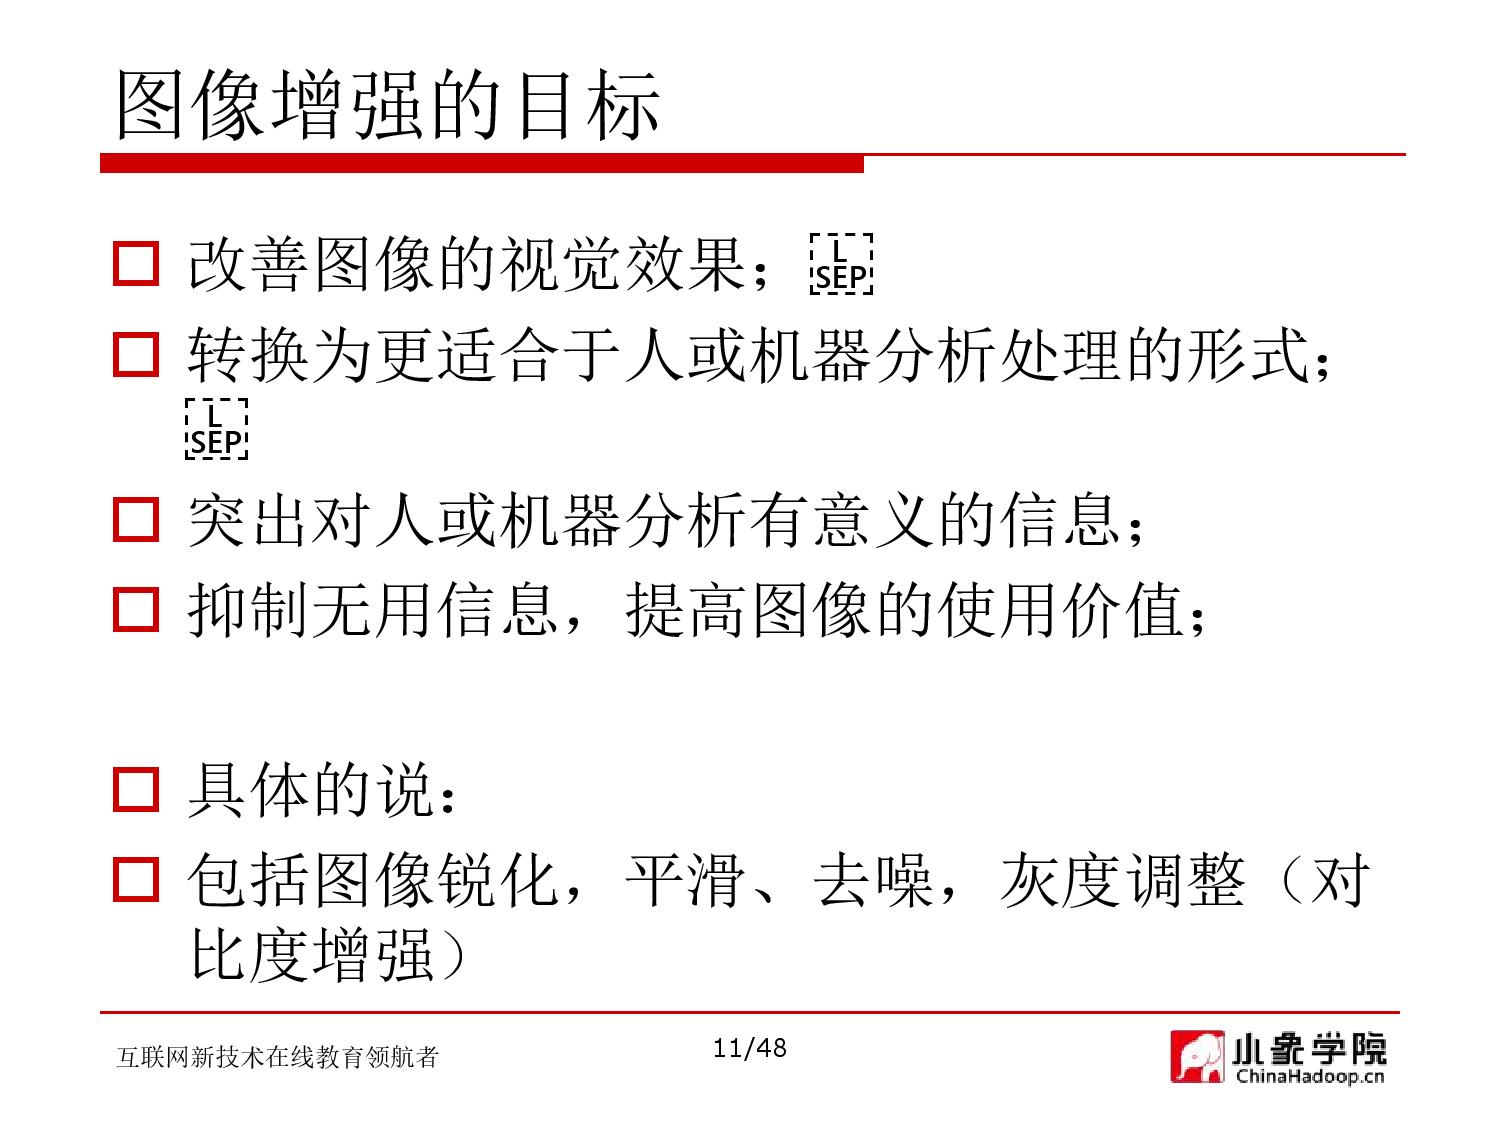 图像增强的目标
改善图像的视觉效果；L SEP
转换为更适合于人或机器分析处理的形式；
L SEP
突出对人或机器分析有意义的信息；
抑制无用信息，提高图像的使用价值；
具体的说：
包括图像锐化，平滑、去噪，灰度调整（对
比度增强）
互联网新技术在线教育领航者
11/48
小象学院
ChinaHadoop.cn